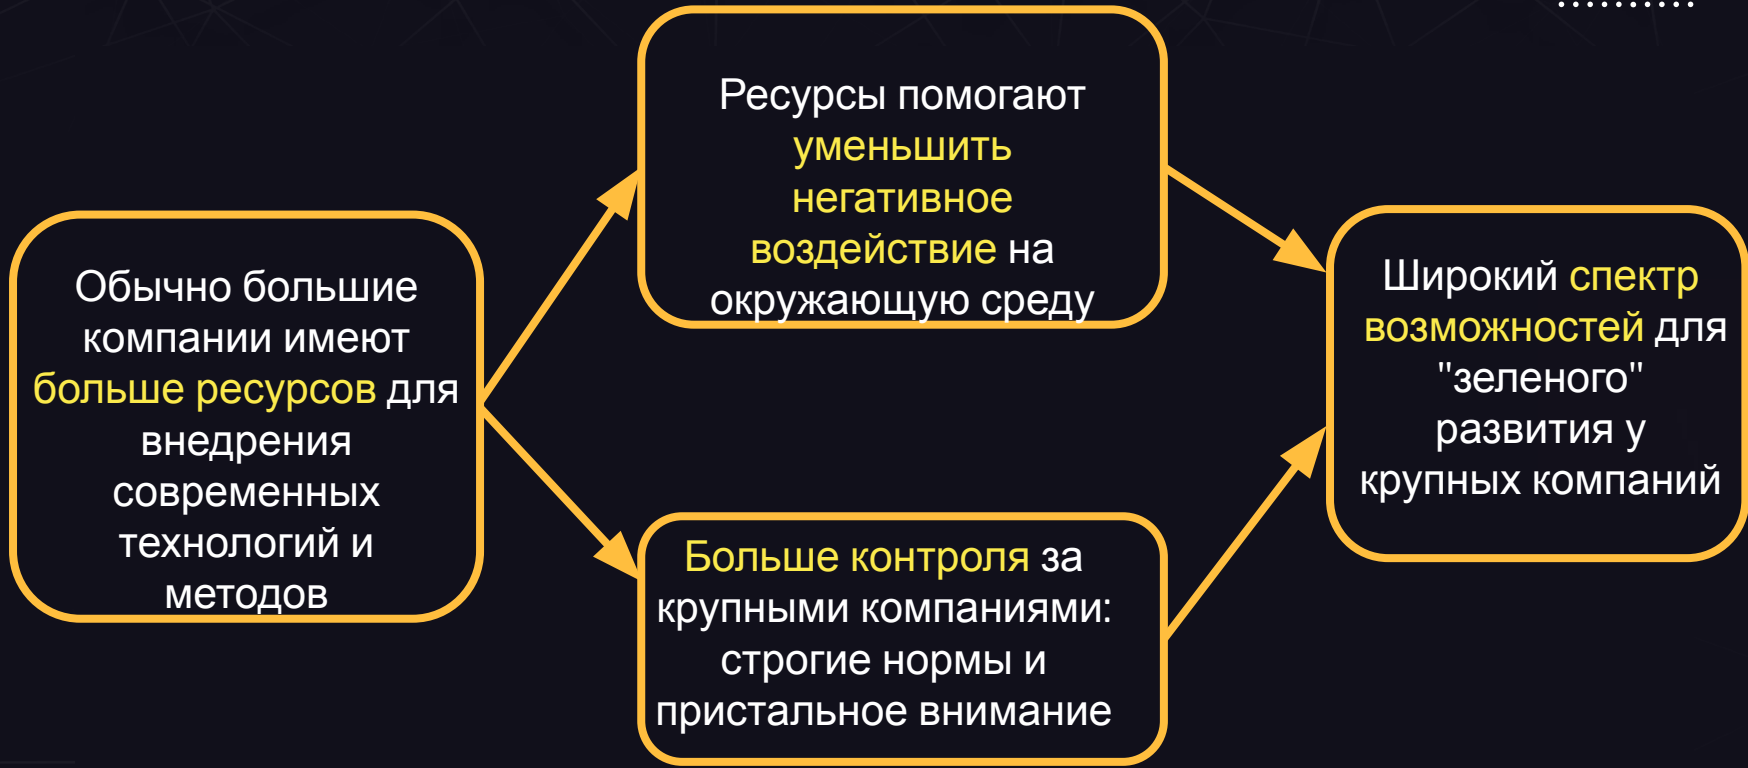 Обычно большие
компании имеют
больше ресурсов для
внедрения
современных
технологий и
методов
Ресурсы помогают
уменьшить
негативное
воздействие на
окружающую среду
Больше контроля за
крупными компаниями:
строгие нормы и
пристальное внимание
Широкий спектр
возможностей для
"зеленого"
развития у
крупных компаний